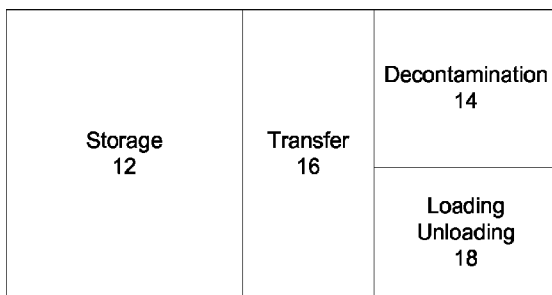 Storage
12
Transfer
16
Decontamination
14
Loading
Unloading
18